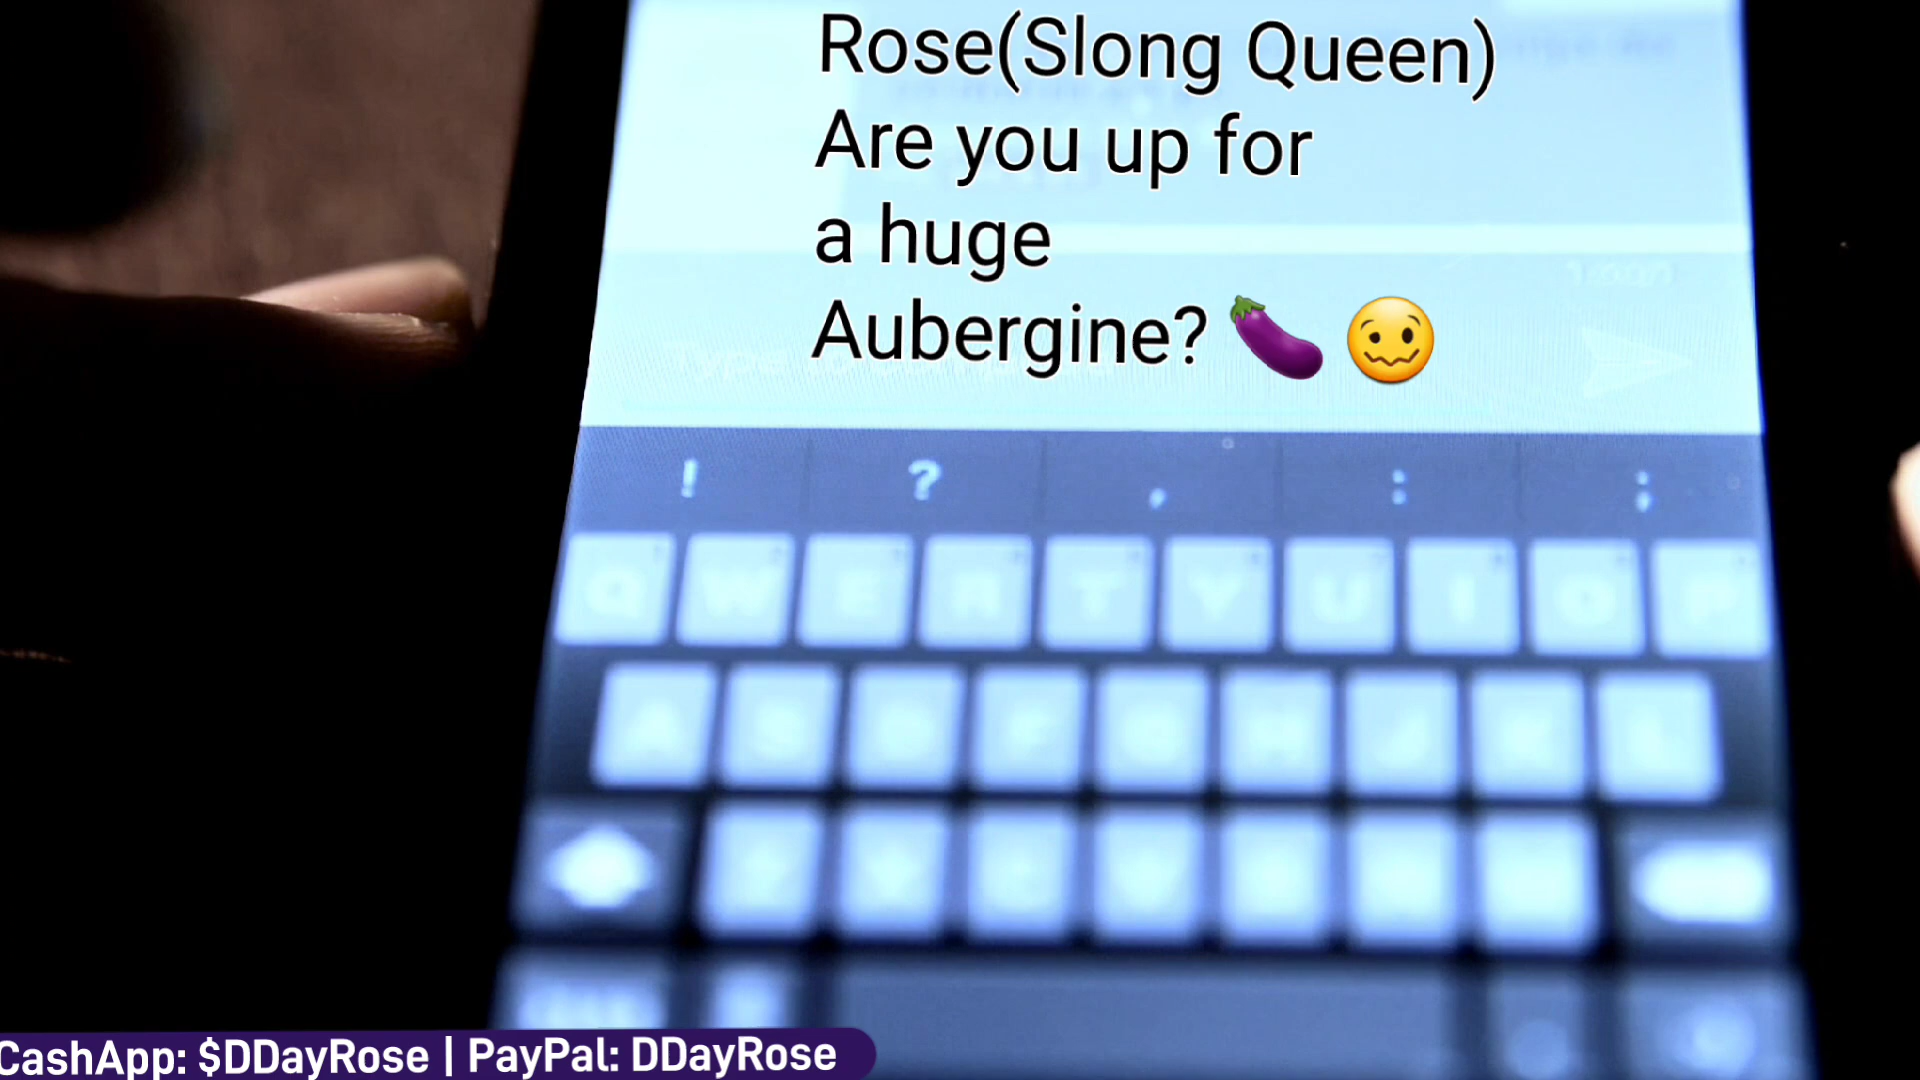 Rose(Slong Queen)
Are you up for
a huge
Aubergine? 🍆 🥴
! ? , : ;
Q W E R T Y U I O P
A S D F G H J K L
CashApp: $DDayRose | PayPal: DDayRose